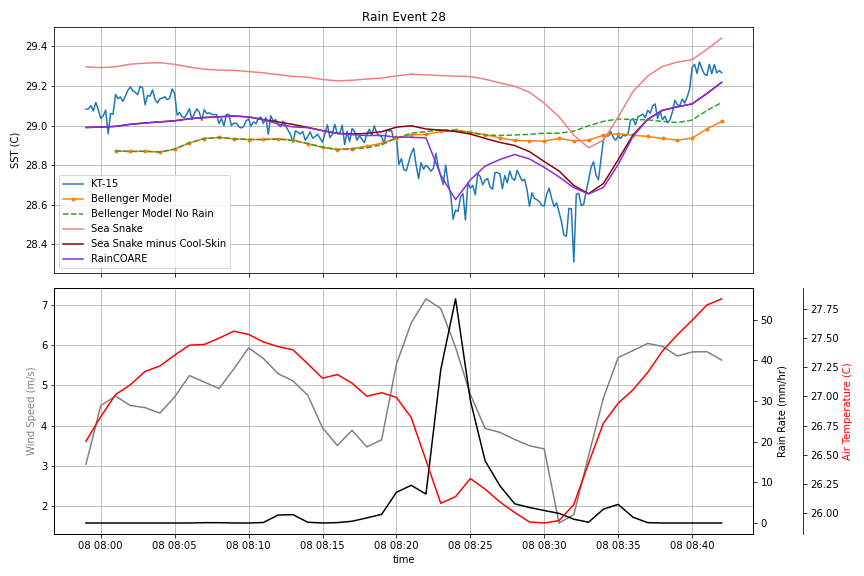 Rain Event 28
29.4
29.2
29.0
28.8
28.6
28.4
SST (C)
KT-15
Bellenger Model
Bellenger Model No Rain
Sea Snake
Sea Snake minus Cool-Skin
RainCOARE
7
6
5
4
3
2
Wind Speed (m/s)
50
40
30
20
10
0
Rain Rate (mm/hr)
27.75
27.50
27.25
27.00
26.75
26.50
26.25
26.00
Air Temperature (C)
08 08:00 08 08:05 08 08:10 08 08:15 08 08:20 08 08:25 08 08:30 08 08:35 08 08:40
time